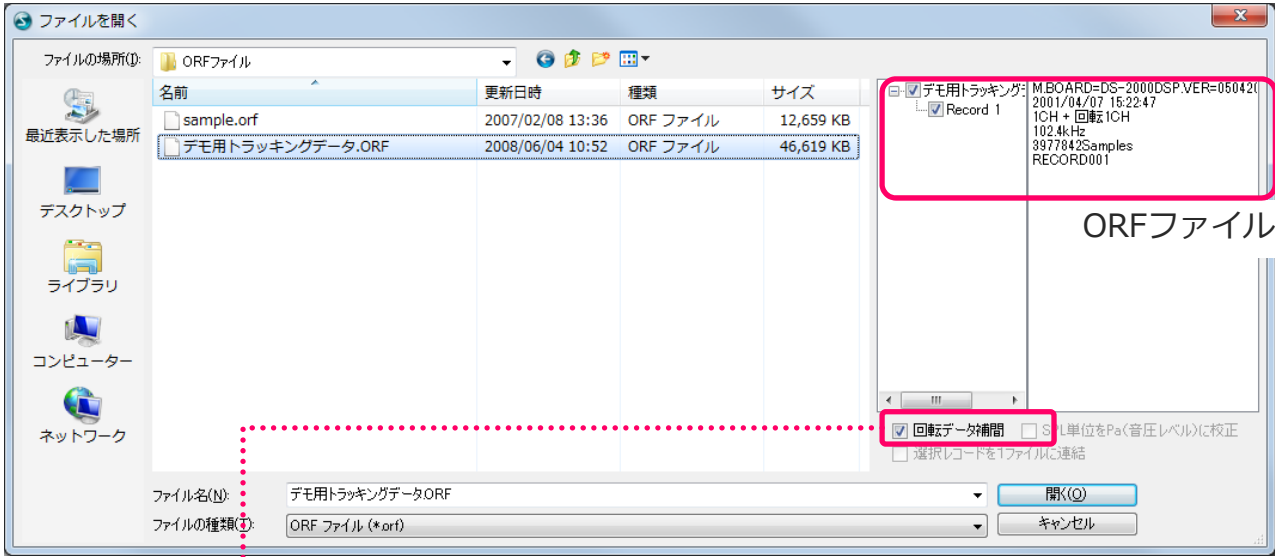 ファイルを開く
ファイルの場所(I):
ORFファイル
名前
更新日時
種類
サイズ
sample.orf
2007/02/08 13:36
ORF ファイル
12,659 KB
デモ用トラッキングデータ.ORF
2008/06/04 10:52
ORF ファイル
46,619 KB
最近表示した場所
デスクトップ
ライブラリ
コンピューター
ネットワーク
デモ用トラッキング
Record 1
M.BOARD=DS-2000DSP.VER=05042(
2001/04/07 15:22:47
1CH + 回転1CH
102.4kHz
3977842Samples
RECORD001
ORFファイル
回転データ補間
SPL単位をPa(音圧レベル)に校正
選択レコードを1ファイルに連結
ファイル名(N):
デモ用トラッキングデータ.ORF
開く(O)
ファイルの種類(T):
ORF ファイル (*.orf)
キャンセル